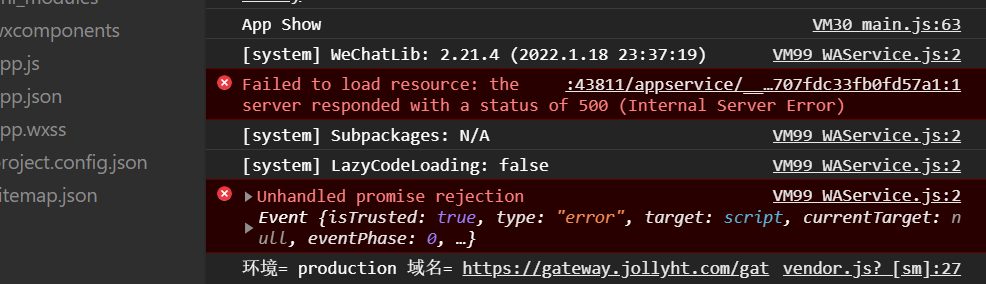 wxcomponents
pp.js
pp.json
pp.wxss
roject.config.json
itemap.json
App Show VM30 main.js:63
[system] WeChatLib: 2.21.4 (2022.1.18 23:37:19) VM99 WAService.js:2
Failed to load resource: the :43811/appservice/__…707fdc33fb0fd57a1:1
server responded with a status of 500 (Internal Server Error)
[system] Subpackages: N/A VM99 WAService.js:2
[system] LazyCodeLoading: false VM99 WAService.js:2
Unhandled promise rejection VM99 WAService.js:2
Event {isTrusted: true, type: "error", target: script, currentTarget: n
ull, eventPhase: 0, …}
环境= production 域名= https://gateway.jollyht.com/gat vendor.js? [sm]:27